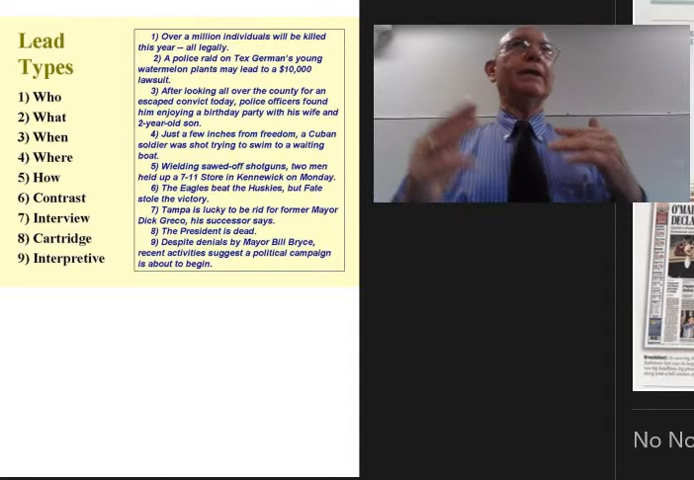 Lead
Types
1) Who
2) What
3) When
4) Where
5) How
6) Contrast
7) Interview
8) Cartridge
9) Interpretive
1) Over a million individuals will be killed
this year – all legally.
2) A police raid on Tex German's young
watermelon plants may lead to a $10,000
lawsuit.
3) After looking all over the county for an
escaped convict today, police officers found
him enjoying a birthday party with his wife and
2-year-old son.
4) Just a few inches from freedom, a Cuban
soldier was shot trying to swim to a waiting
boat.
5) Wielding sawed-off shotguns, two men
held up a 7-11 Store in Kennewick on Monday.
6) The Eagles beat the Huskies, but Fate
stole the victory.
7) Tampa is lucky to be rid for former Mayor
Dick Greco, his successor says.
8) The President is dead.
9) Despite denials by Mayor Bill Bryce,
recent activities suggest a political campaign
is about to begin.
O'MA
DECLA
No No